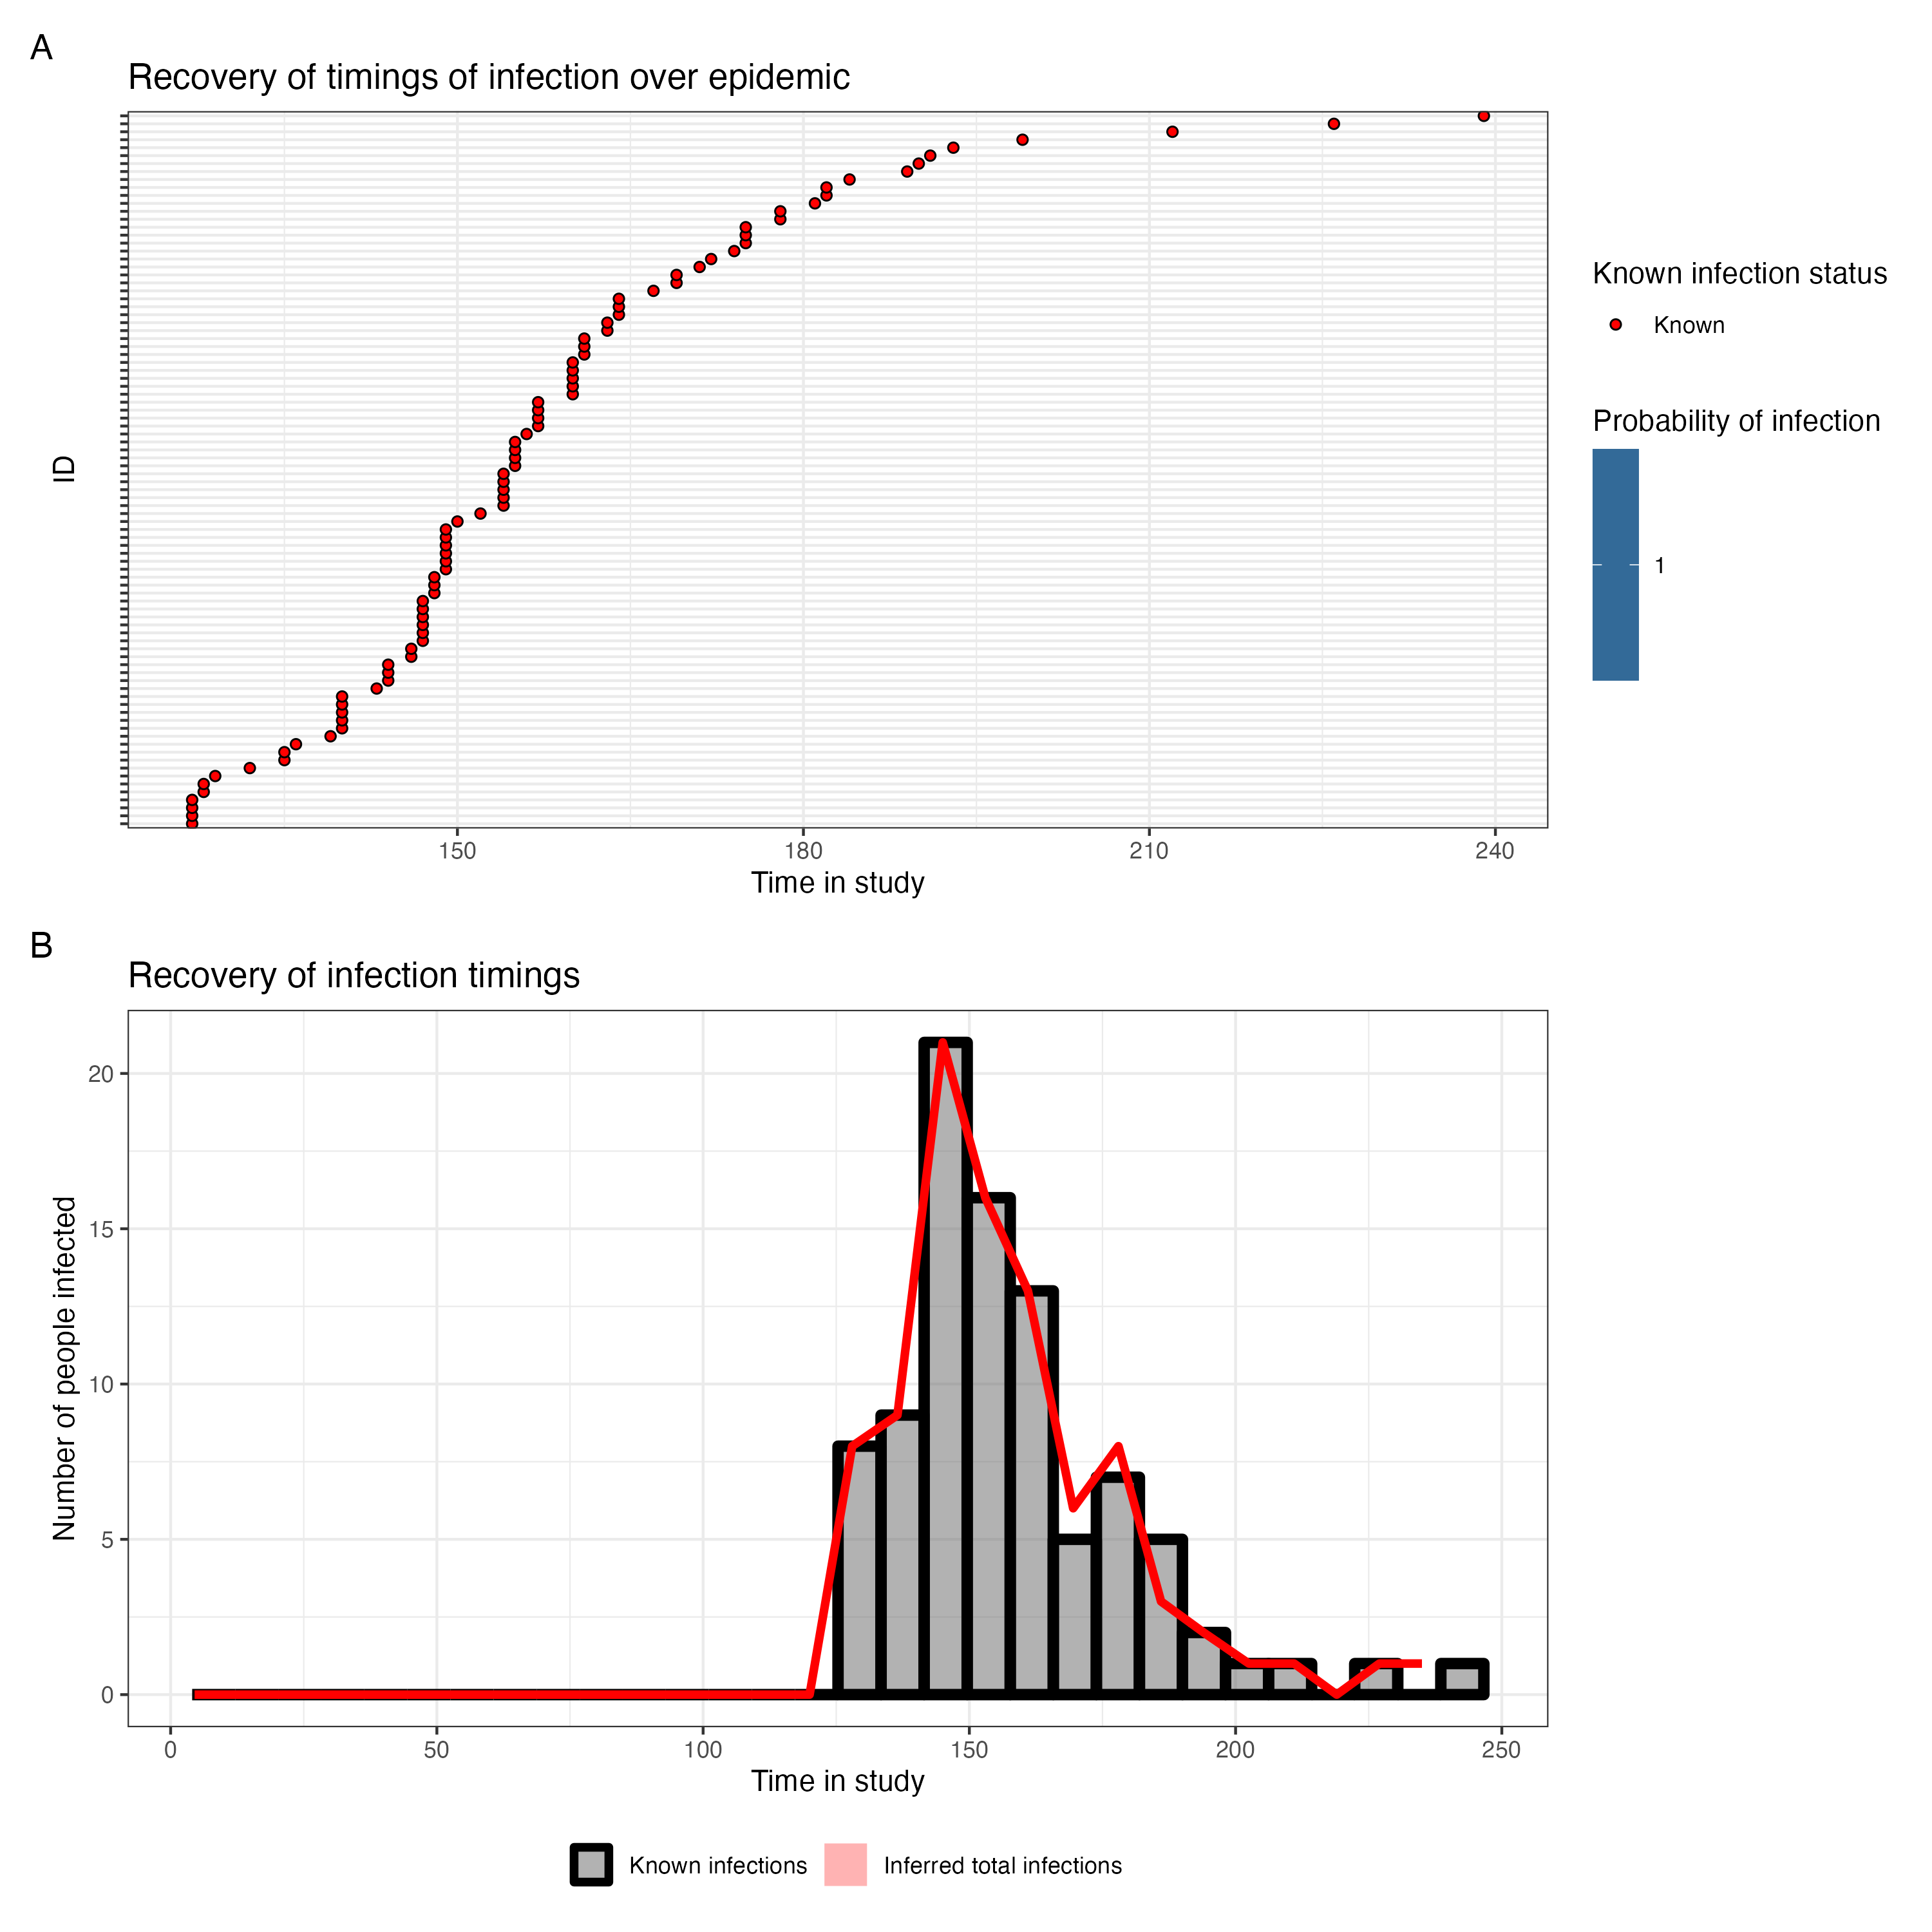 A
Recovery of timings of infection over epidemic
ID
150 180 210 240
Time in study
Known infection status
Known
Probability of infection
1
B
Recovery of infection timings
Number of people infected
20
15
10
5
0
0 50 100 150 200 250
Time in study
Known infections Inferred total infections